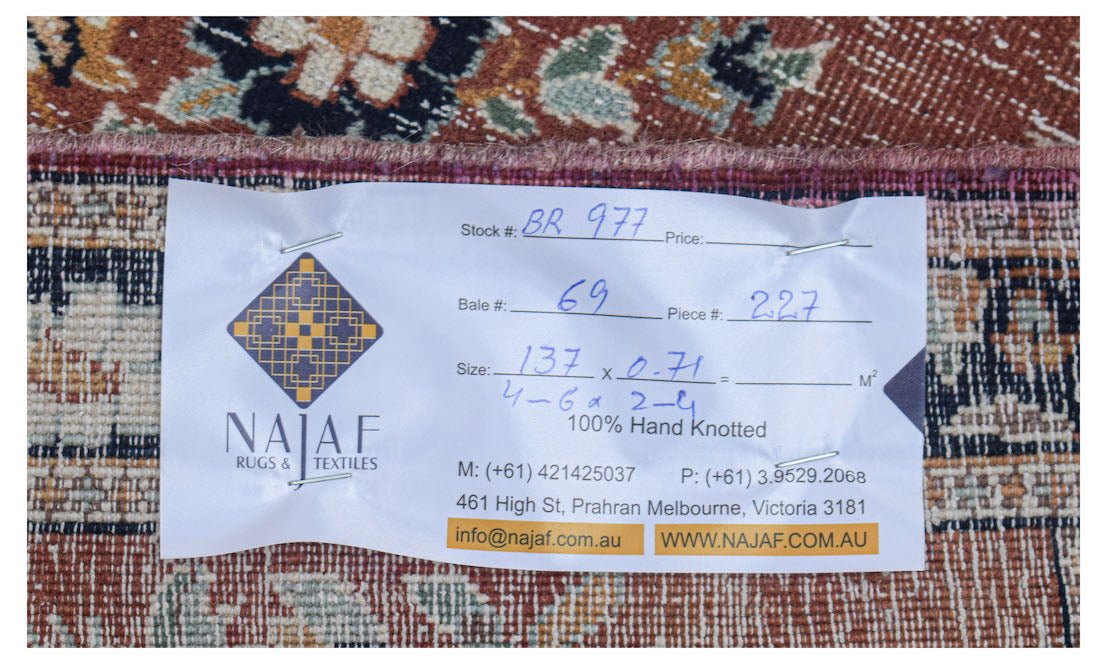 Stock #: BR 977 Price:
Bale #: 69 Piece #: 227
Size: 137 x 0.71 = M²
4-6 x 2-4
100% Hand Knotted
NAJAF
RUGS & TEXTILES
M: (+61) 421425037 P: (+61) 3.9529.2068
461 High St, Prahran Melbourne, Victoria 3181
info@najaf.com.au WWW.NAJAF.COM.AU